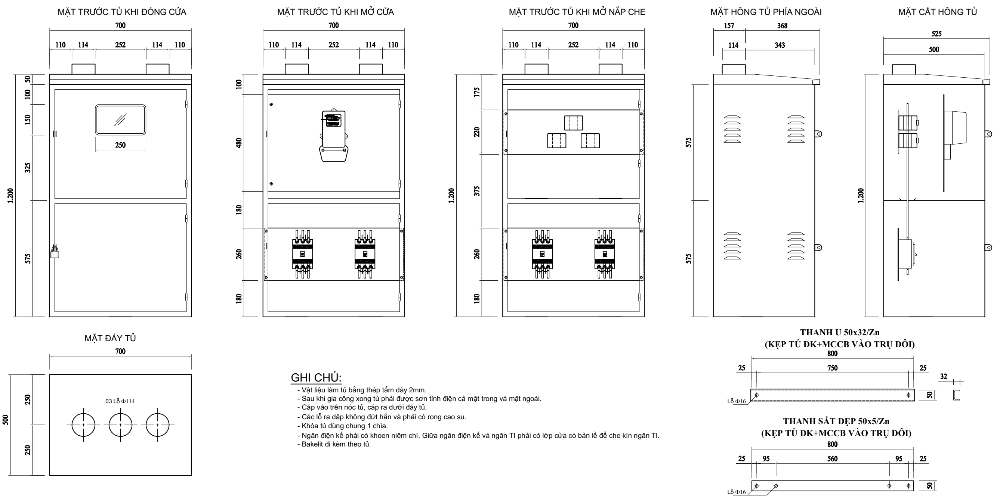 MẶT TRƯỚC TỦ KHI ĐÓNG CỬA
700
110 114 252 114 110
50
100
150
325
575
1.200
250
MẶT TRƯỚC TỦ KHI MỞ CỬA
700
110 114 252 114 110
100
480
180
260
180
MẶT TRƯỚC TỦ KHI MỞ NẮP CHE
700
110 114 252 114 110
175
220
375
260
180
1.200
MẶT HÔNG TỦ PHÍA NGOÀI
157 368
114 343
575
575
MẶT CẮT HÔNG TỦ
525
500
1.200
MẶT ĐÁY TỦ
700
250
250
500
03 Lỗ Φ114
GHI CHÚ:
- Vật liệu làm tủ bằng thép tấm dày 2mm.
- Sau khi gia công xong tủ phải được sơn tỉnh điện cả mặt trong và mặt ngoài.
- Cáp vào trên nóc tủ, cáp ra dưới đáy tủ.
- Các lỗ ra dập không đứt hẳn và phải có rong cao su.
- Khóa tủ dùng chung 1 chìa.
- Ngăn điện kế phải có khoen niêm chì. Giữa ngăn điện kế và ngăn TI phải có lớp cửa có bản lề để che kín ngăn TI.
- Bakelit đi kèm theo tủ.
THANH U 50x32/Zn
(KẸP TỦ ĐK+MCCB VÀO TRỤ ĐÔI)
800
25 750 25
32
50
Lỗ Φ16
THANH SẮT DẸP 50x5/Zn
(KẸP TỦ ĐK+MCCB VÀO TRỤ ĐÔI)
800
25 95 560 95 25
50
Lỗ Φ16